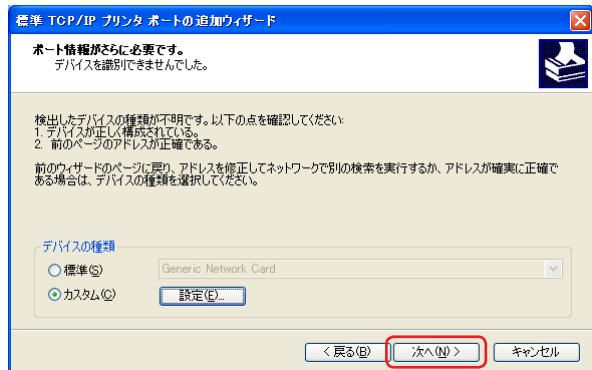 標準 TCP/IP プリンタ ポートの追加ウィザード
ポート情報がさらに必要です。
デバイスを識別できませんでした。
検出したデバイスの種類が不明です。以下の点を確認してください:
1. デバイスが正しく構成されている。
2. 前のページのアドレスが正確である。
前のウィザードのページに戻り、アドレスを修正してネットワークで別の検索を実行するか、アドレスが確実に正確で
ある場合は、デバイスの種類を選択してください。
デバイスの種類
標準(S)
Generic Network Card
カスタム(C)
設定(E)...
< 戻る(B)
次へ(N) >
キャンセル